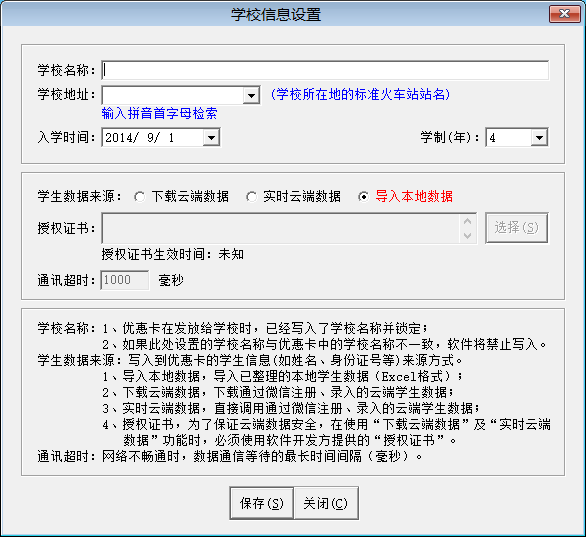 学校信息设置
学校名称：
学校地址： (学校所在地的标准火车站站名)
输入拼音首字母检索
入学时间： 2014/ 9/ 1 学制(年)： 4
学生数据来源： 下载云端数据 实时云端数据 导入本地数据
授权证书： 选择(S)
授权证书生效时间：未知
通讯超时： 1000 毫秒
学校名称：1、优惠卡在发放给学校时，已经写入了学校名称并锁定；
2、如果此处设置的学校名称与优惠卡中的学校名称不一致，软件将禁止写入。
学生数据来源：写入到优惠卡的学生信息(如姓名、身份证号等)来源方式。
1、导入本地数据，导入已整理的本地学生数据（Excel格式）；
2、下载云端数据，下载通过微信注册、录入的云端学生数据；
3、实时云端数据，直接调用通过微信注册、录入的云端学生数据；
4、授权证书，为了保证云端数据安全，在使用“下载云端数据”及“实时云端
数据”功能时，必须使用软件开发方提供的“授权证书”。
通讯超时：网络不畅通时，数据通信等待的最长时间间隔（毫秒）。
保存(S) 关闭(C)